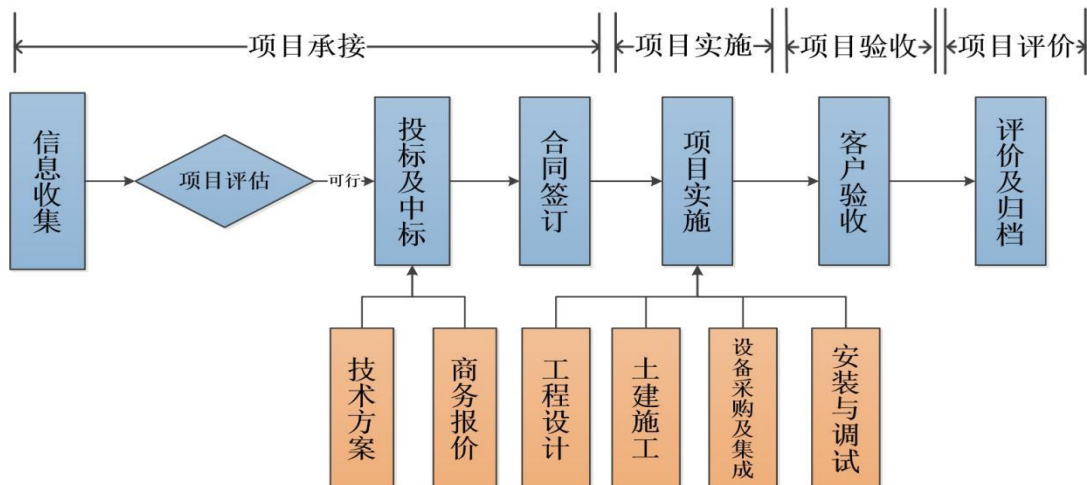 项目承接
项目实施
项目验收
项目评价
信息收集
项目评估
可行
投标及中标
合同签订
项目实施
客户验收
评价及归档
技术方案
商务报价
工程设计
土建施工
设备采购及集成
安装与调试